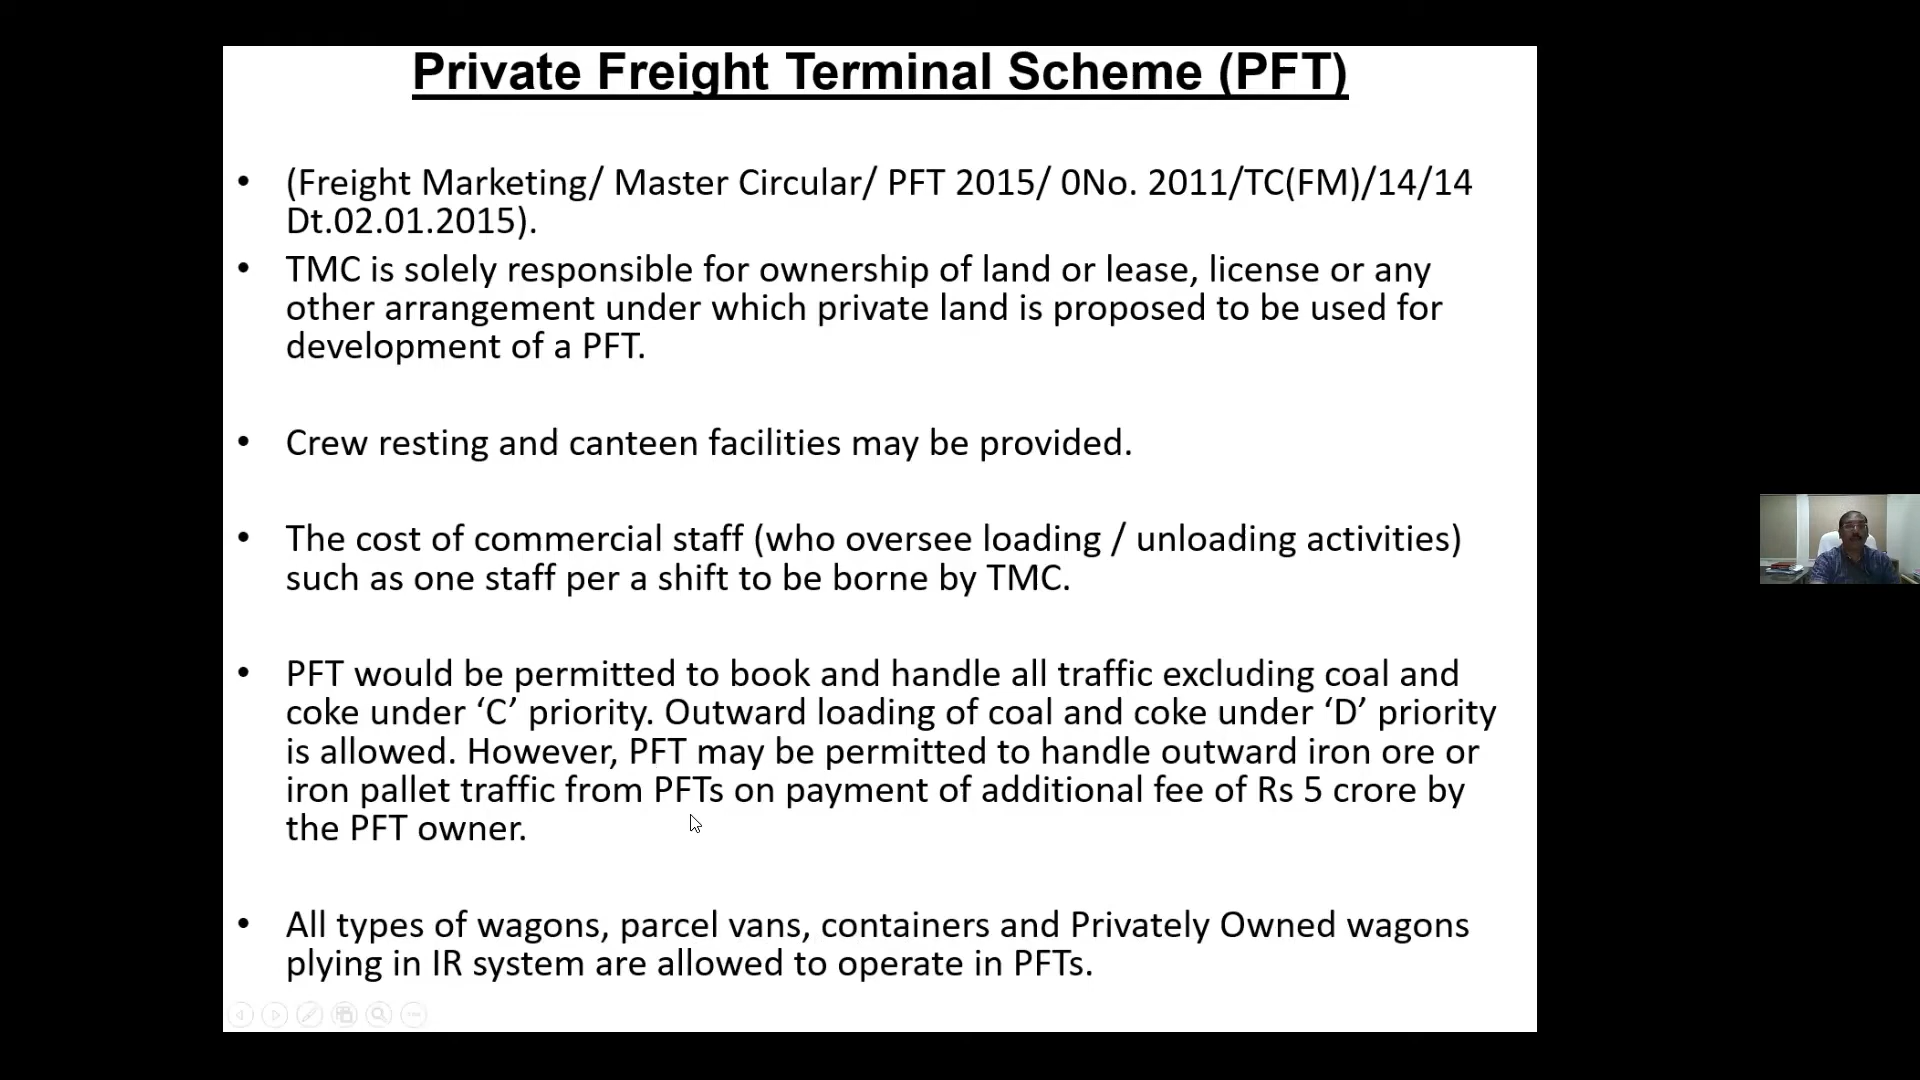 Private Freight Terminal Scheme (PFT)
• (Freight Marketing/ Master Circular/ PFT 2015/ 0No. 2011/TC(FM)/14/14
Dt.02.01.2015).
• TMC is solely responsible for ownership of land or lease, license or any
other arrangement under which private land is proposed to be used for
development of a PFT.
• Crew resting and canteen facilities may be provided.
• The cost of commercial staff (who oversee loading / unloading activities)
such as one staff per a shift to be borne by TMC.
• PFT would be permitted to book and handle all traffic excluding coal and
coke under ‘C’ priority. Outward loading of coal and coke under ‘D’ priority
is allowed. However, PFT may be permitted to handle outward iron ore or
iron pallet traffic from PFTs on payment of additional fee of Rs 5 crore by
the PFT owner.
• All types of wagons, parcel vans, containers and Privately Owned wagons
plying in IR system are allowed to operate in PFTs.